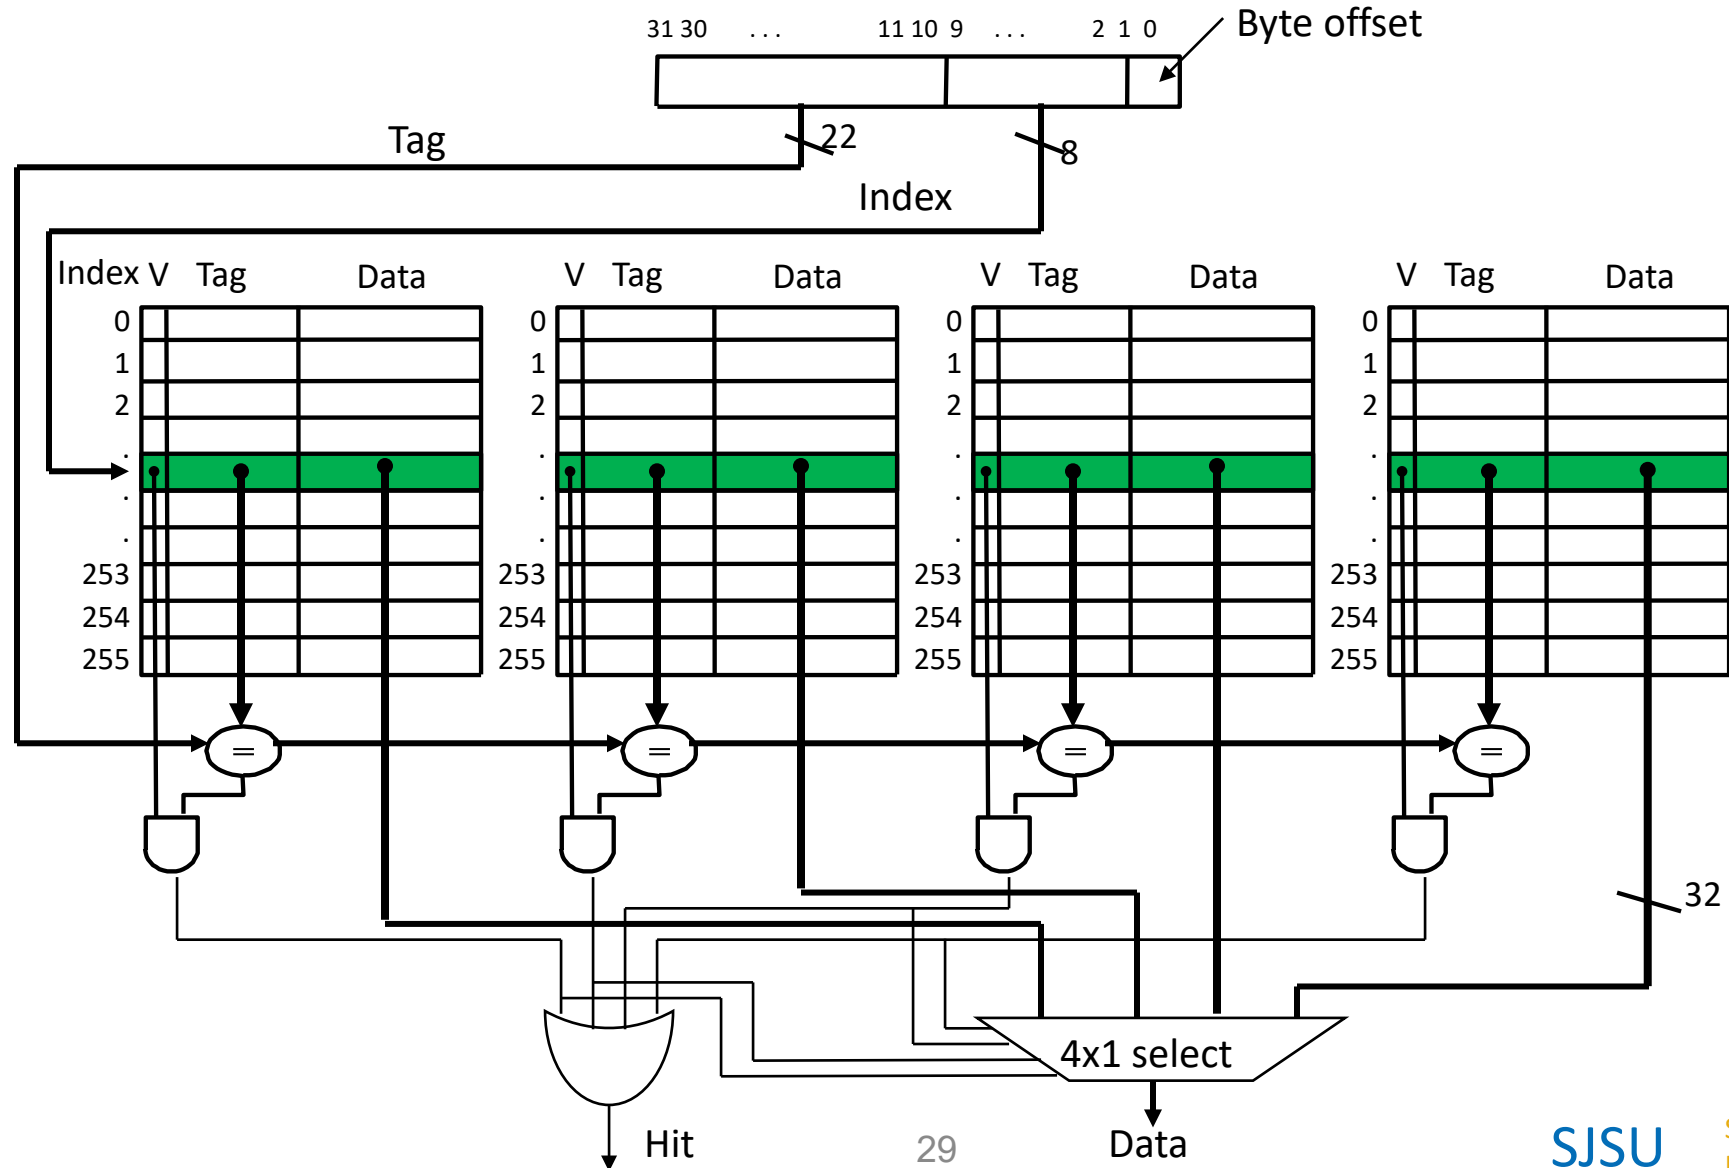 31 30 ... 11 10 9 ... 2 1 0
Byte offset
22
8
Tag
Index
Index V Tag Data V Tag Data V Tag Data V Tag Data
0 0 0 0
1 1 1 1
2 2 2 2
. . . .
. . . .
. . . .
253 253 253 253
254 254 254 254
255 255 255 255
= = = =
32
4x1 select
Hit
29
Data
SJSU